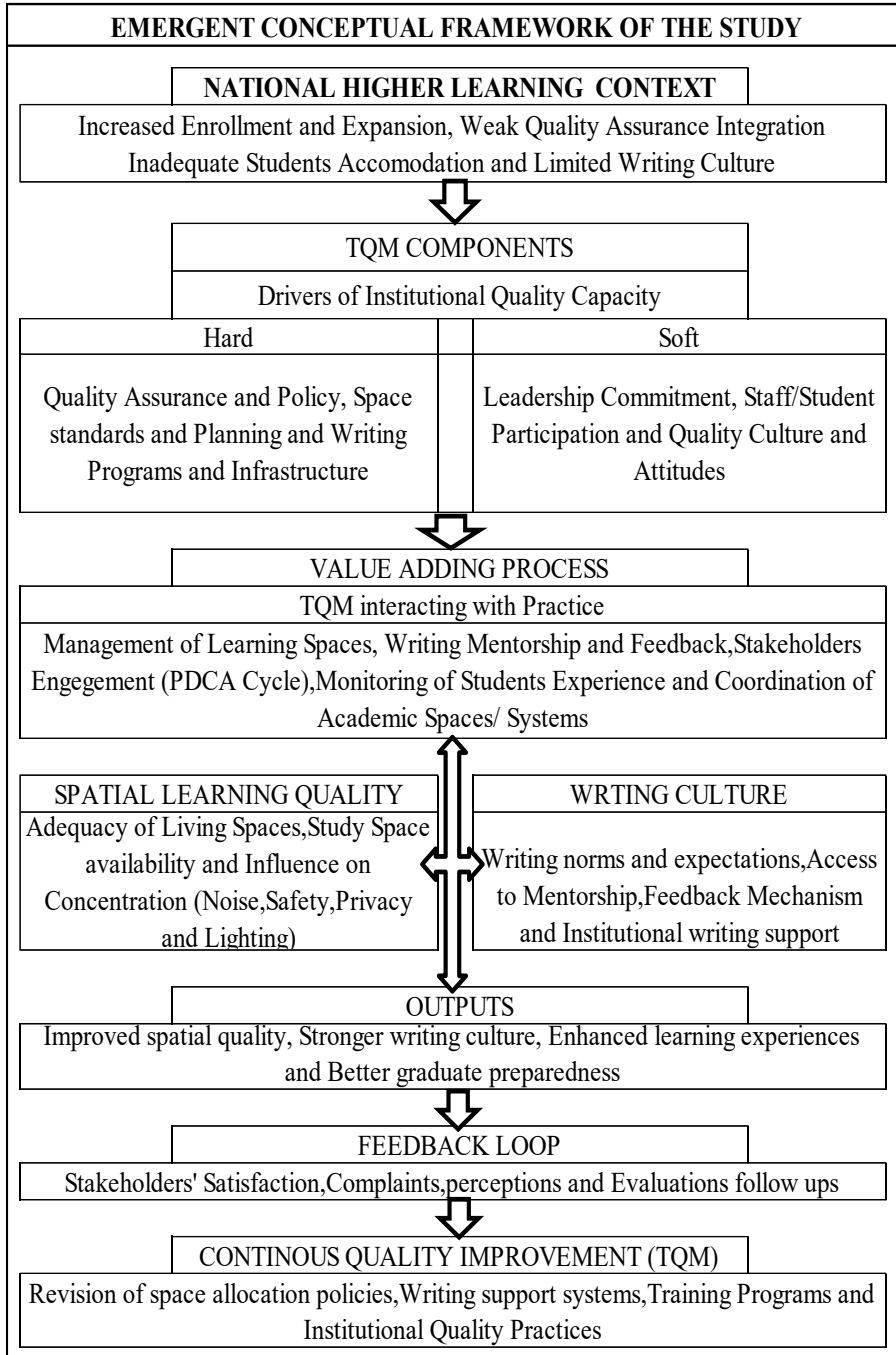 EMERGENT CONCEPTUAL FRAMEWORK OF THE STUDY
NATIONAL HIGHER LEARNING CONTEXT
Increased Enrollment and Expansion, Weak Quality Assurance Integration
Inadequate Students Accomodation and Limited Writing Culture
TQM COMPONENTS
Drivers of Institutional Quality Capacity
Hard
Quality Assurance and Policy, Space
standards and Planning and Writing
Programs and Infrastructure
Soft
Leadership Commitment, Staff/Student
Participation and Quality Culture and
Attitudes
VALUE ADDING PROCESS
TQM interacting with Practice
Management of Learning Spaces, Writing Mentorship and Feedback,Stakeholders
Engegement (PDCA Cycle),Monitoring of Students Experience and Coordination of
Academic Spaces/ Systems
SPATIAL LEARNING QUALITY
Adequacy of Living Spaces,Study Space
availability and Influence on
Concentration (Noise,Safety,Privacy
and Lighting)
WRTING CULTURE
Writing norms and expectations,Access
to Mentorship,Feedback Mechanism
and Institutional writing support
OUTPUTS
Improved spatial quality, Stronger writing culture, Enhanced learning experiences
and Better graduate preparedness
FEEDBACK LOOP
Stakeholders' Satisfaction,Complaints,perceptions and Evaluations follow ups
CONTINOUS QUALITY IMPROVEMENT (TQM)
Revision of space allocation policies,Writing support systems,Training Programs and
Institutional Quality Practices